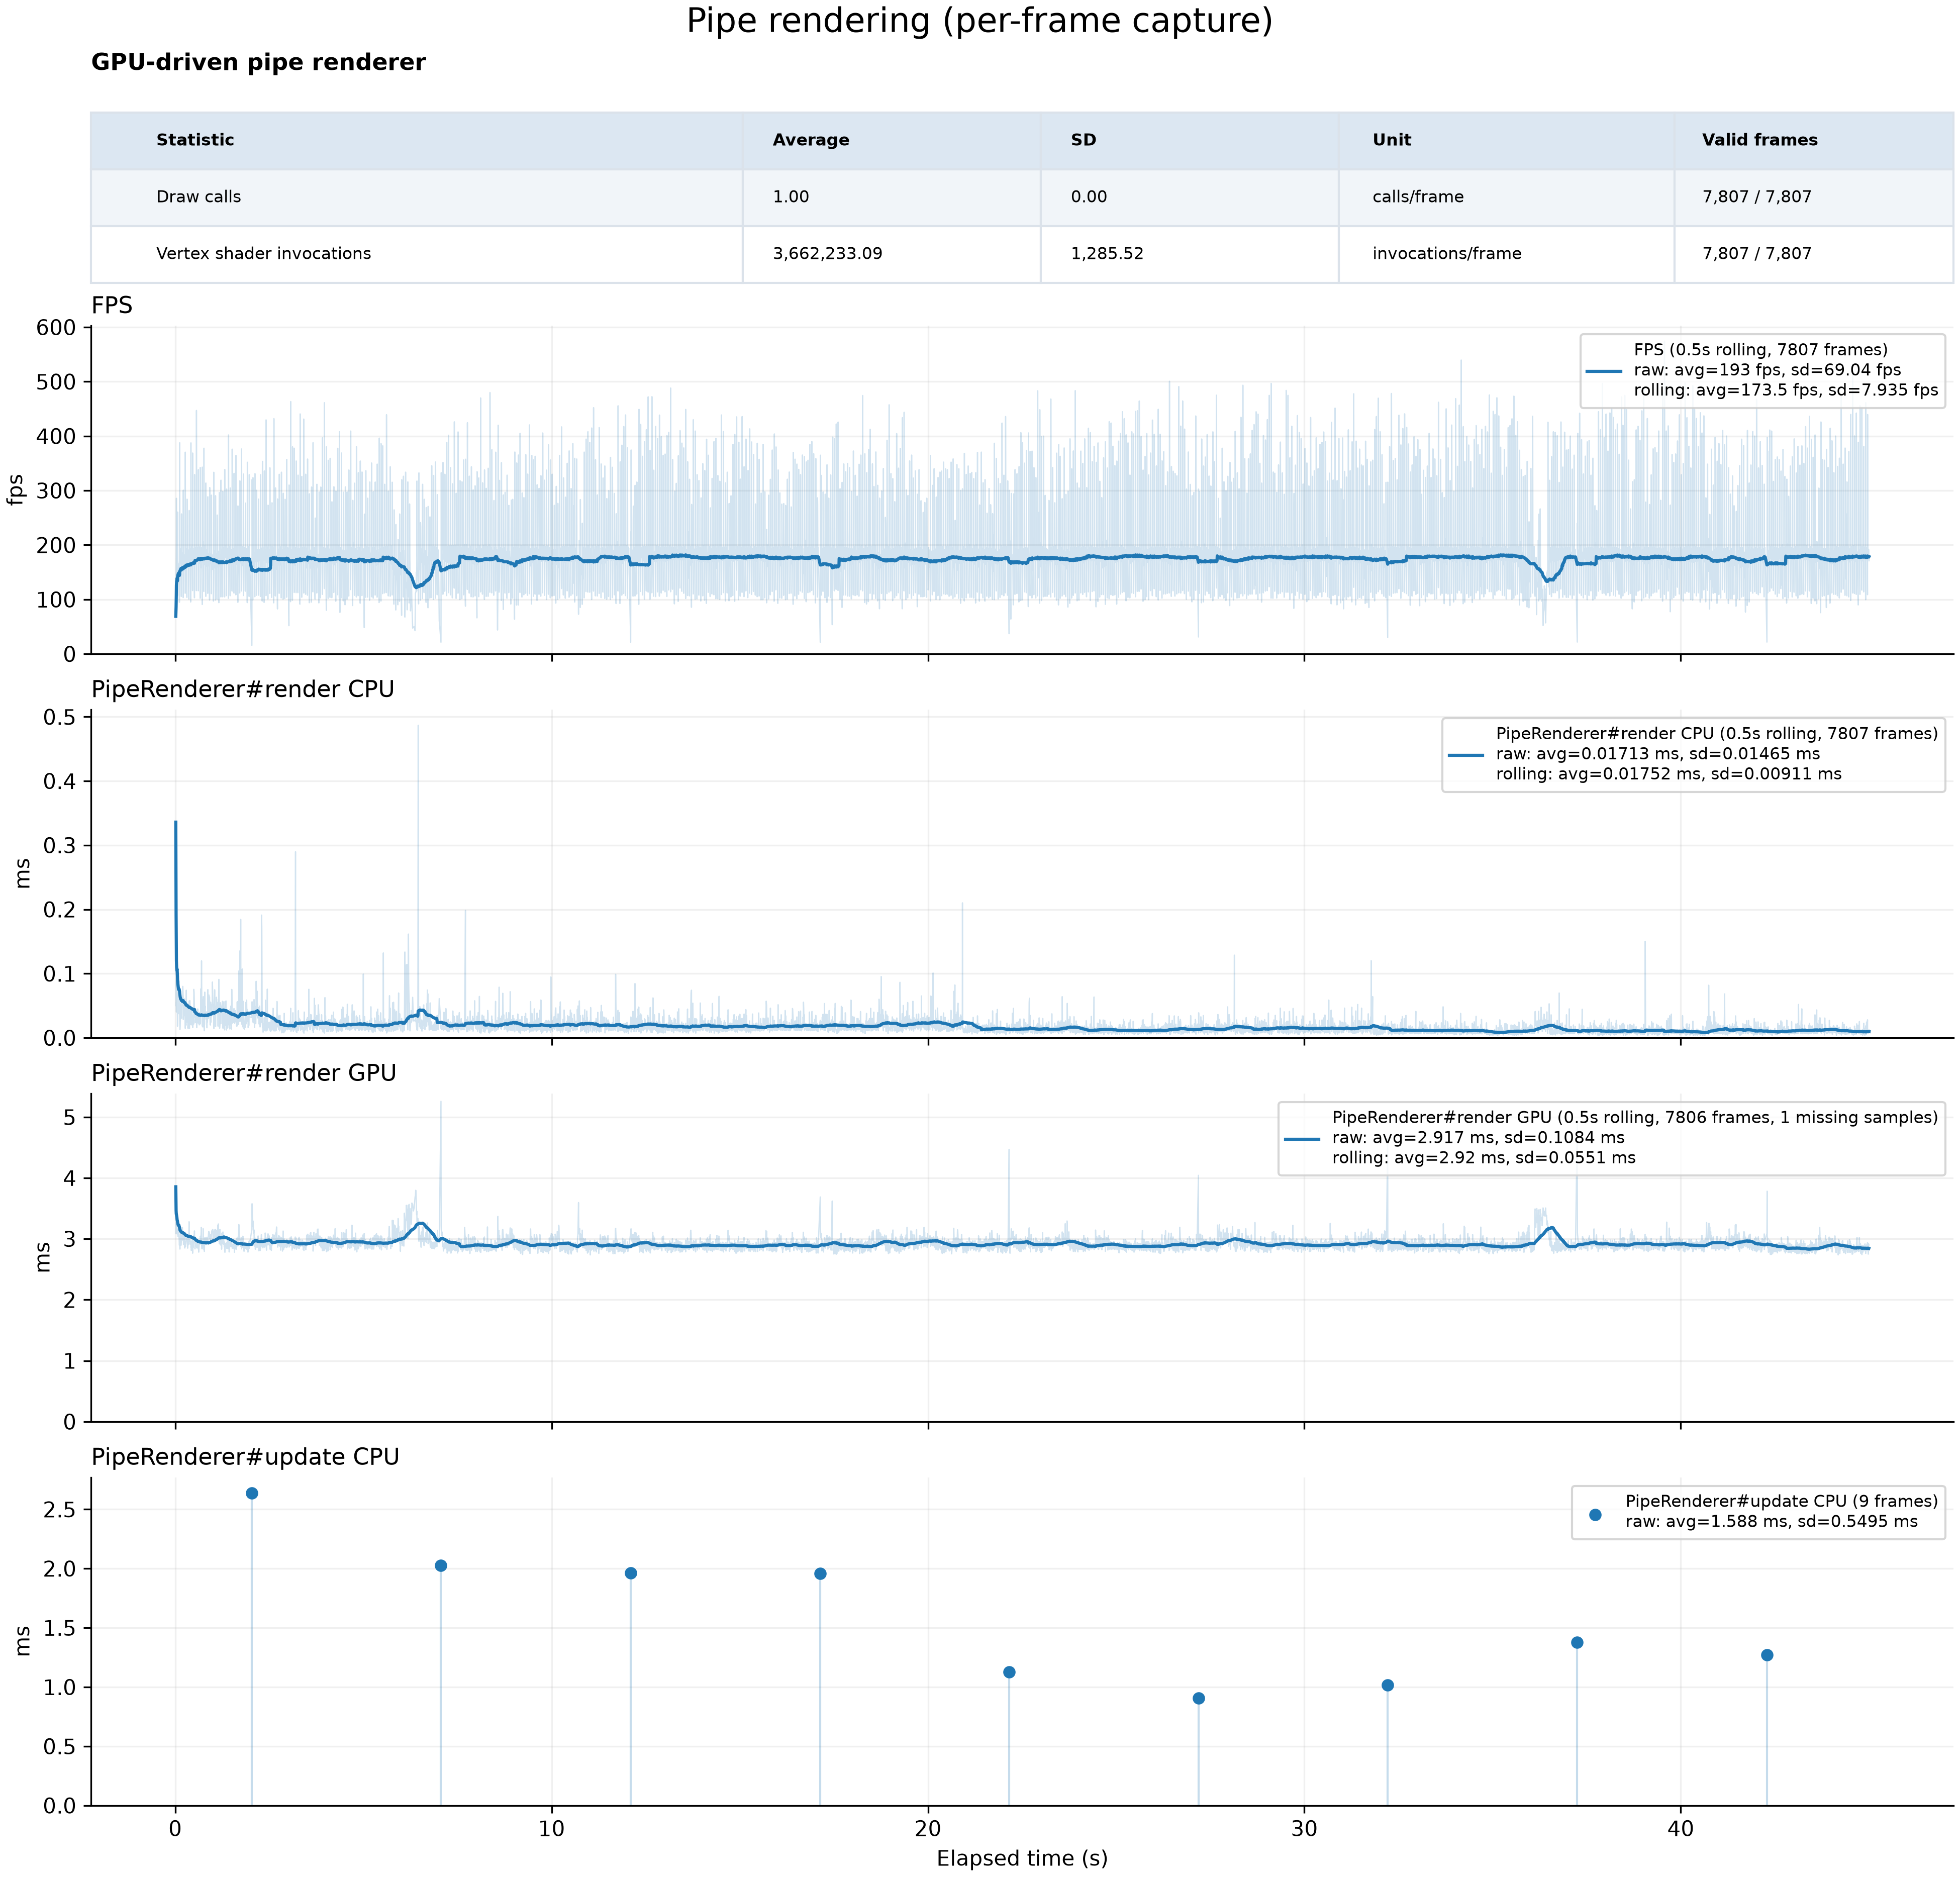 Pipe rendering (per-frame capture)
GPU-driven pipe renderer
Statistic Average SD Unit Valid frames
Draw calls 1.00 0.00 calls/frame 7,807 / 7,807
Vertex shader invocations 3,662,233.09 1,285.52 invocations/frame 7,807 / 7,807
FPS
600
500
400
300
200
100
0
fps
FPS (0.5s rolling, 7807 frames)
raw: avg=193 fps, sd=69.04 fps
rolling: avg=173.5 fps, sd=7.935 fps
PipeRenderer#render CPU
0.5
0.4
0.3
0.2
0.1
0.0
ms
PipeRenderer#render CPU (0.5s rolling, 7807 frames)
raw: avg=0.01713 ms, sd=0.01465 ms
rolling: avg=0.01752 ms, sd=0.00911 ms
PipeRenderer#render GPU
5
4
3
2
1
0
ms
PipeRenderer#render GPU (0.5s rolling, 7806 frames, 1 missing samples)
raw: avg=2.917 ms, sd=0.1084 ms
rolling: avg=2.92 ms, sd=0.0551 ms
PipeRenderer#update CPU
2.5
2.0
1.5
1.0
0.5
0.0
ms
PipeRenderer#update CPU (9 frames)
raw: avg=1.588 ms, sd=0.5495 ms
0 10 20 30 40
Elapsed time (s)